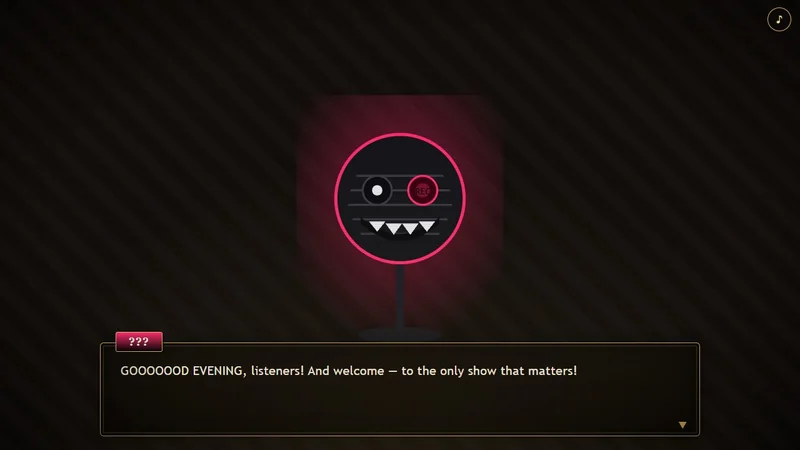 ???
GOOOOOOD EVENING, listeners! And welcome — to the only show that matters!